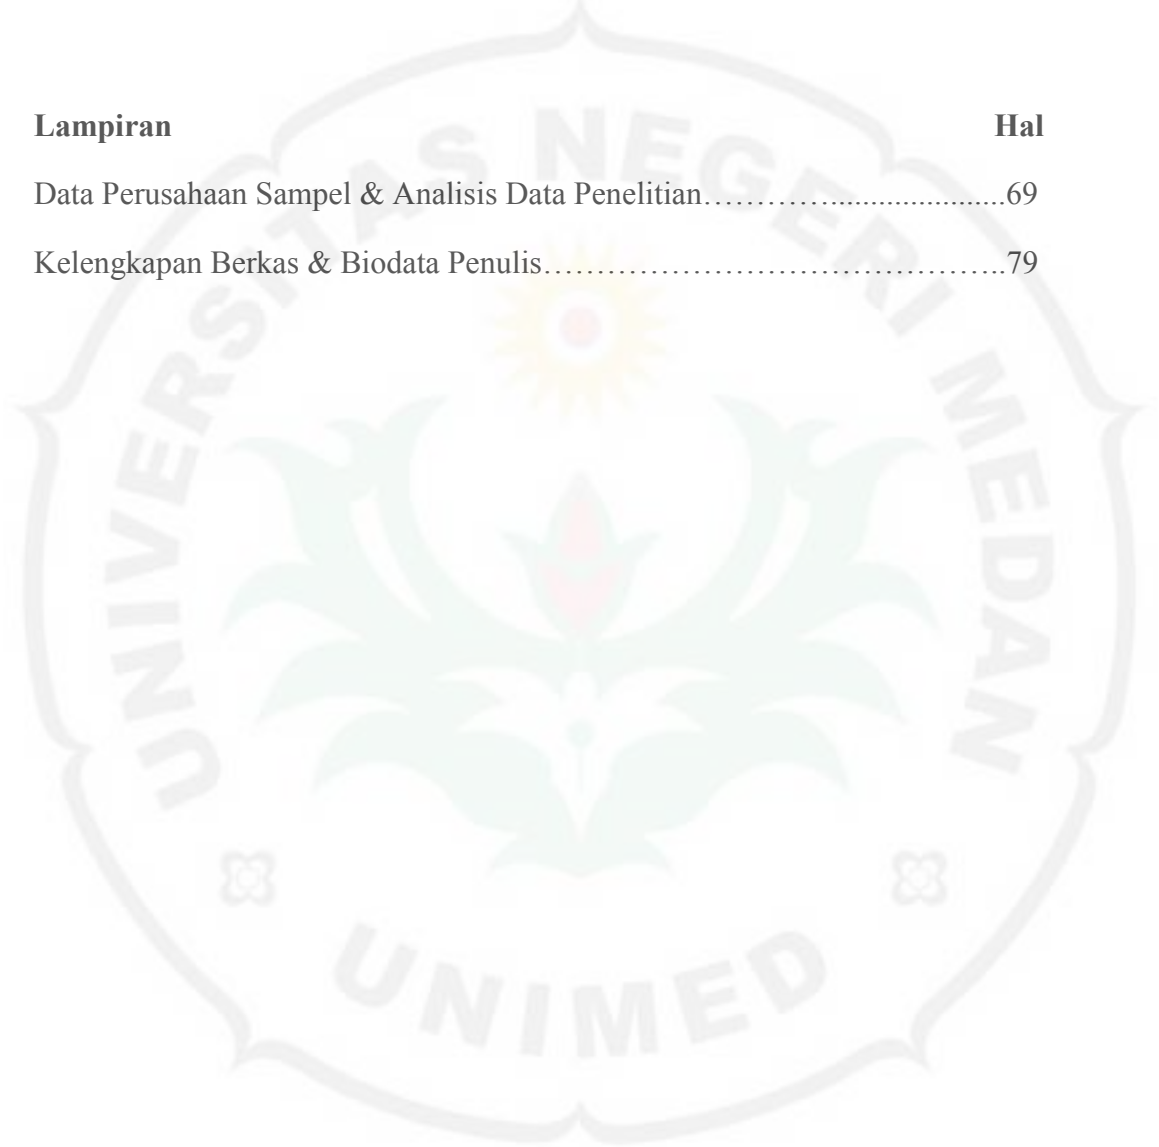 Lampiran Hal
Data Perusahaan Sampel & Analisis Data Penelitian…………......................69
Kelengkapan Berkas & Biodata Penulis……………………………………..79
UNIVERSITAS NEGERI MEDAN
UNIMED